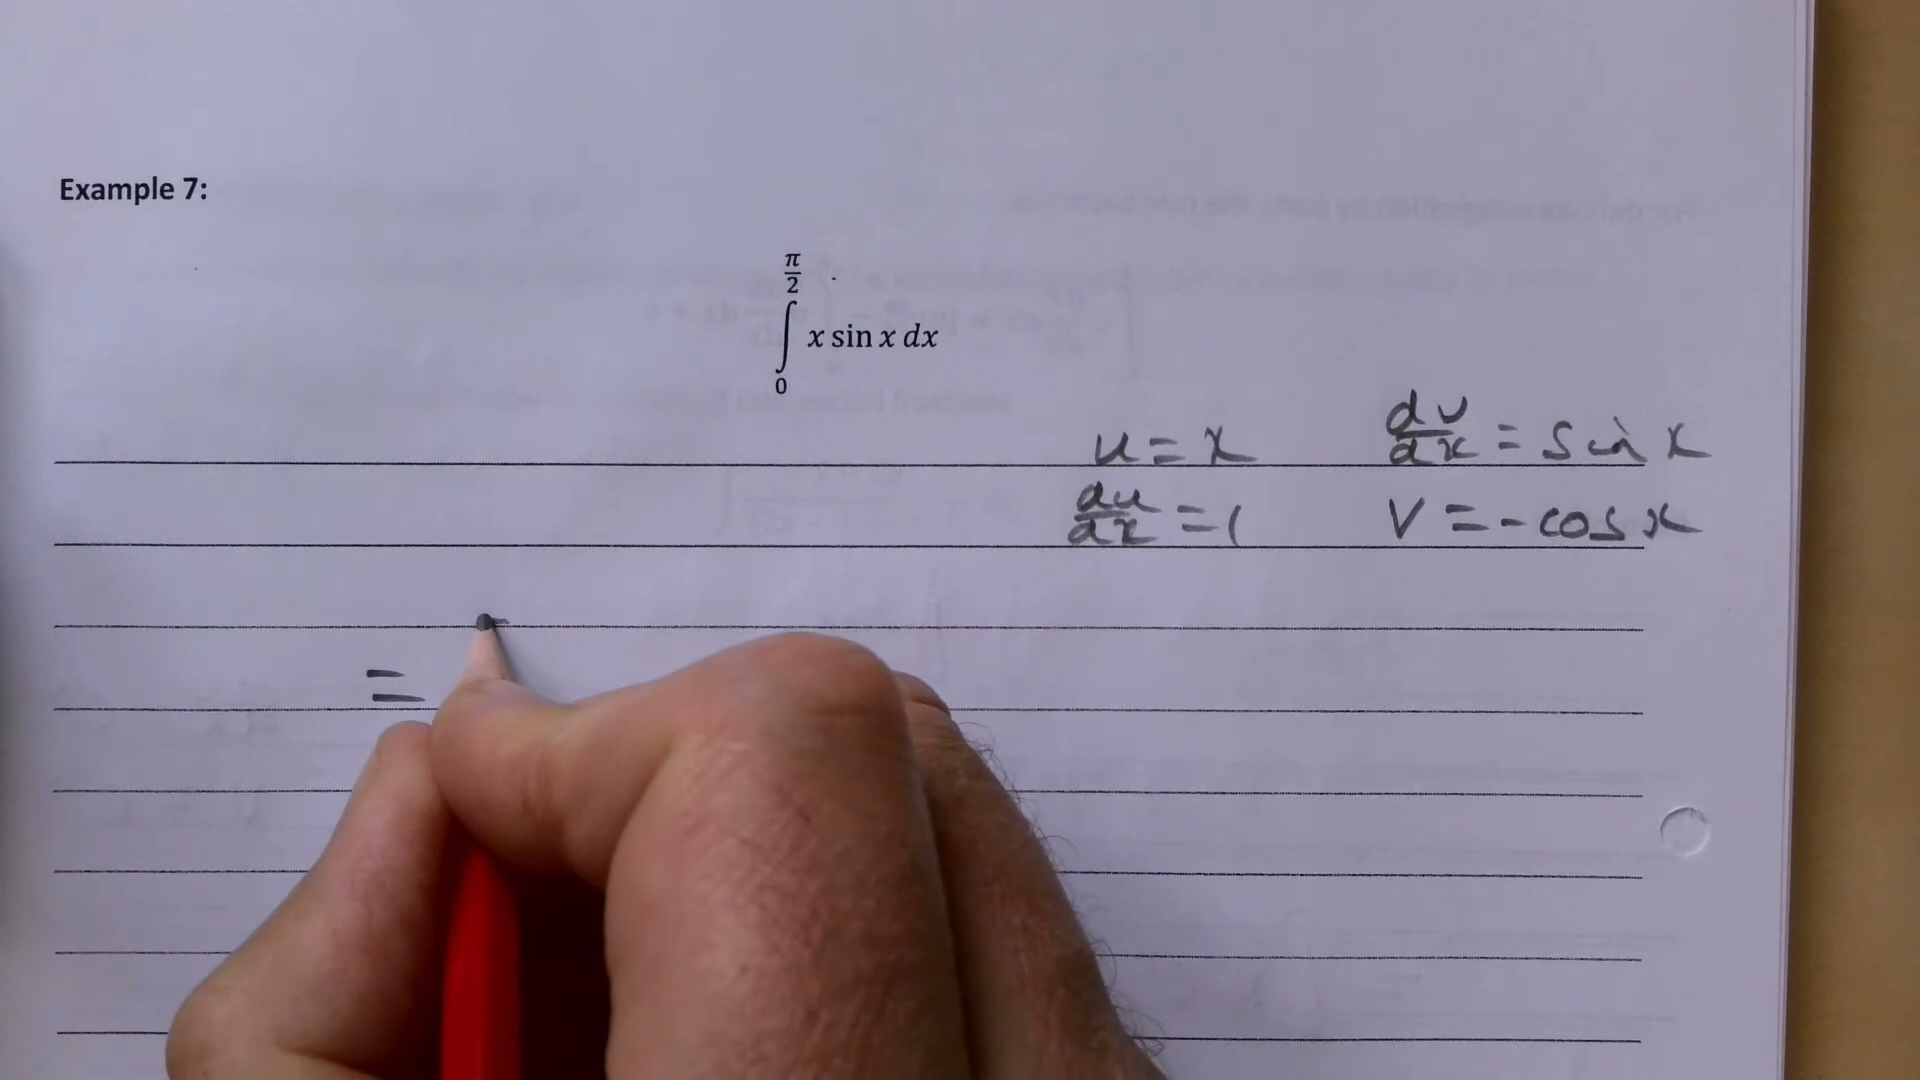 Example 7:
π
2
∫ x sin x dx
0
u = x   dv/dx = sin x
du/dx = 1   v = -cos x
=